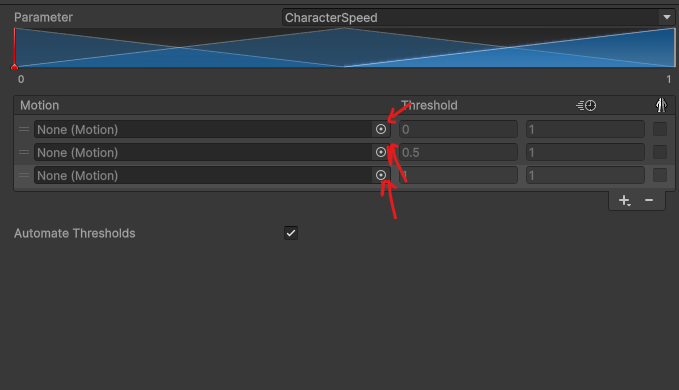 Parameter CharacterSpeed
0 1
Motion Threshold
None (Motion) 0 1
None (Motion) 0.5 1
None (Motion) 1 1
Automate Thresholds